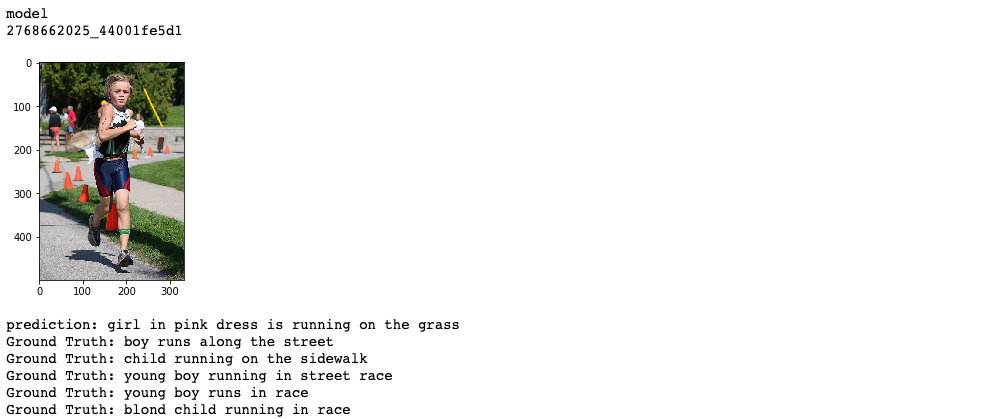 model
2768662025_44001fe5d1
0
100
200
300
400
0 100 200 300
prediction: girl in pink dress is running on the grass
Ground Truth: boy runs along the street
Ground Truth: child running on the sidewalk
Ground Truth: young boy running in street race
Ground Truth: young boy runs in race
Ground Truth: blond child running in race